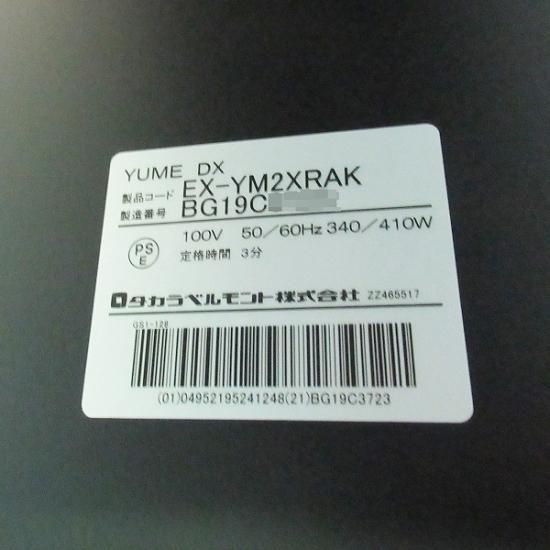 YUME DX
製品コード EX-YM2XRAK
製造番号 BG19C
PS E 100V 50/60Hz 340/410W
定格時間 3分
タカラベルモント株式会社 ZZ465517
GS1-128
(01)04952195241248(21)BG19C3723